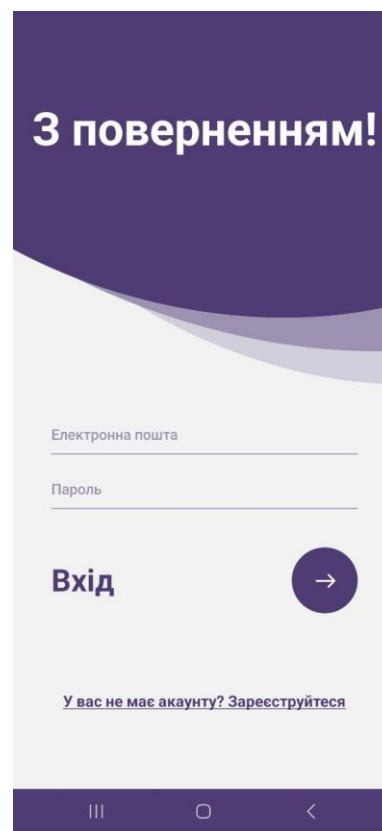 З поверненням!
Електронна пошта
Пароль
Вхід
У вас не має акаунту? Зареєструйтеся